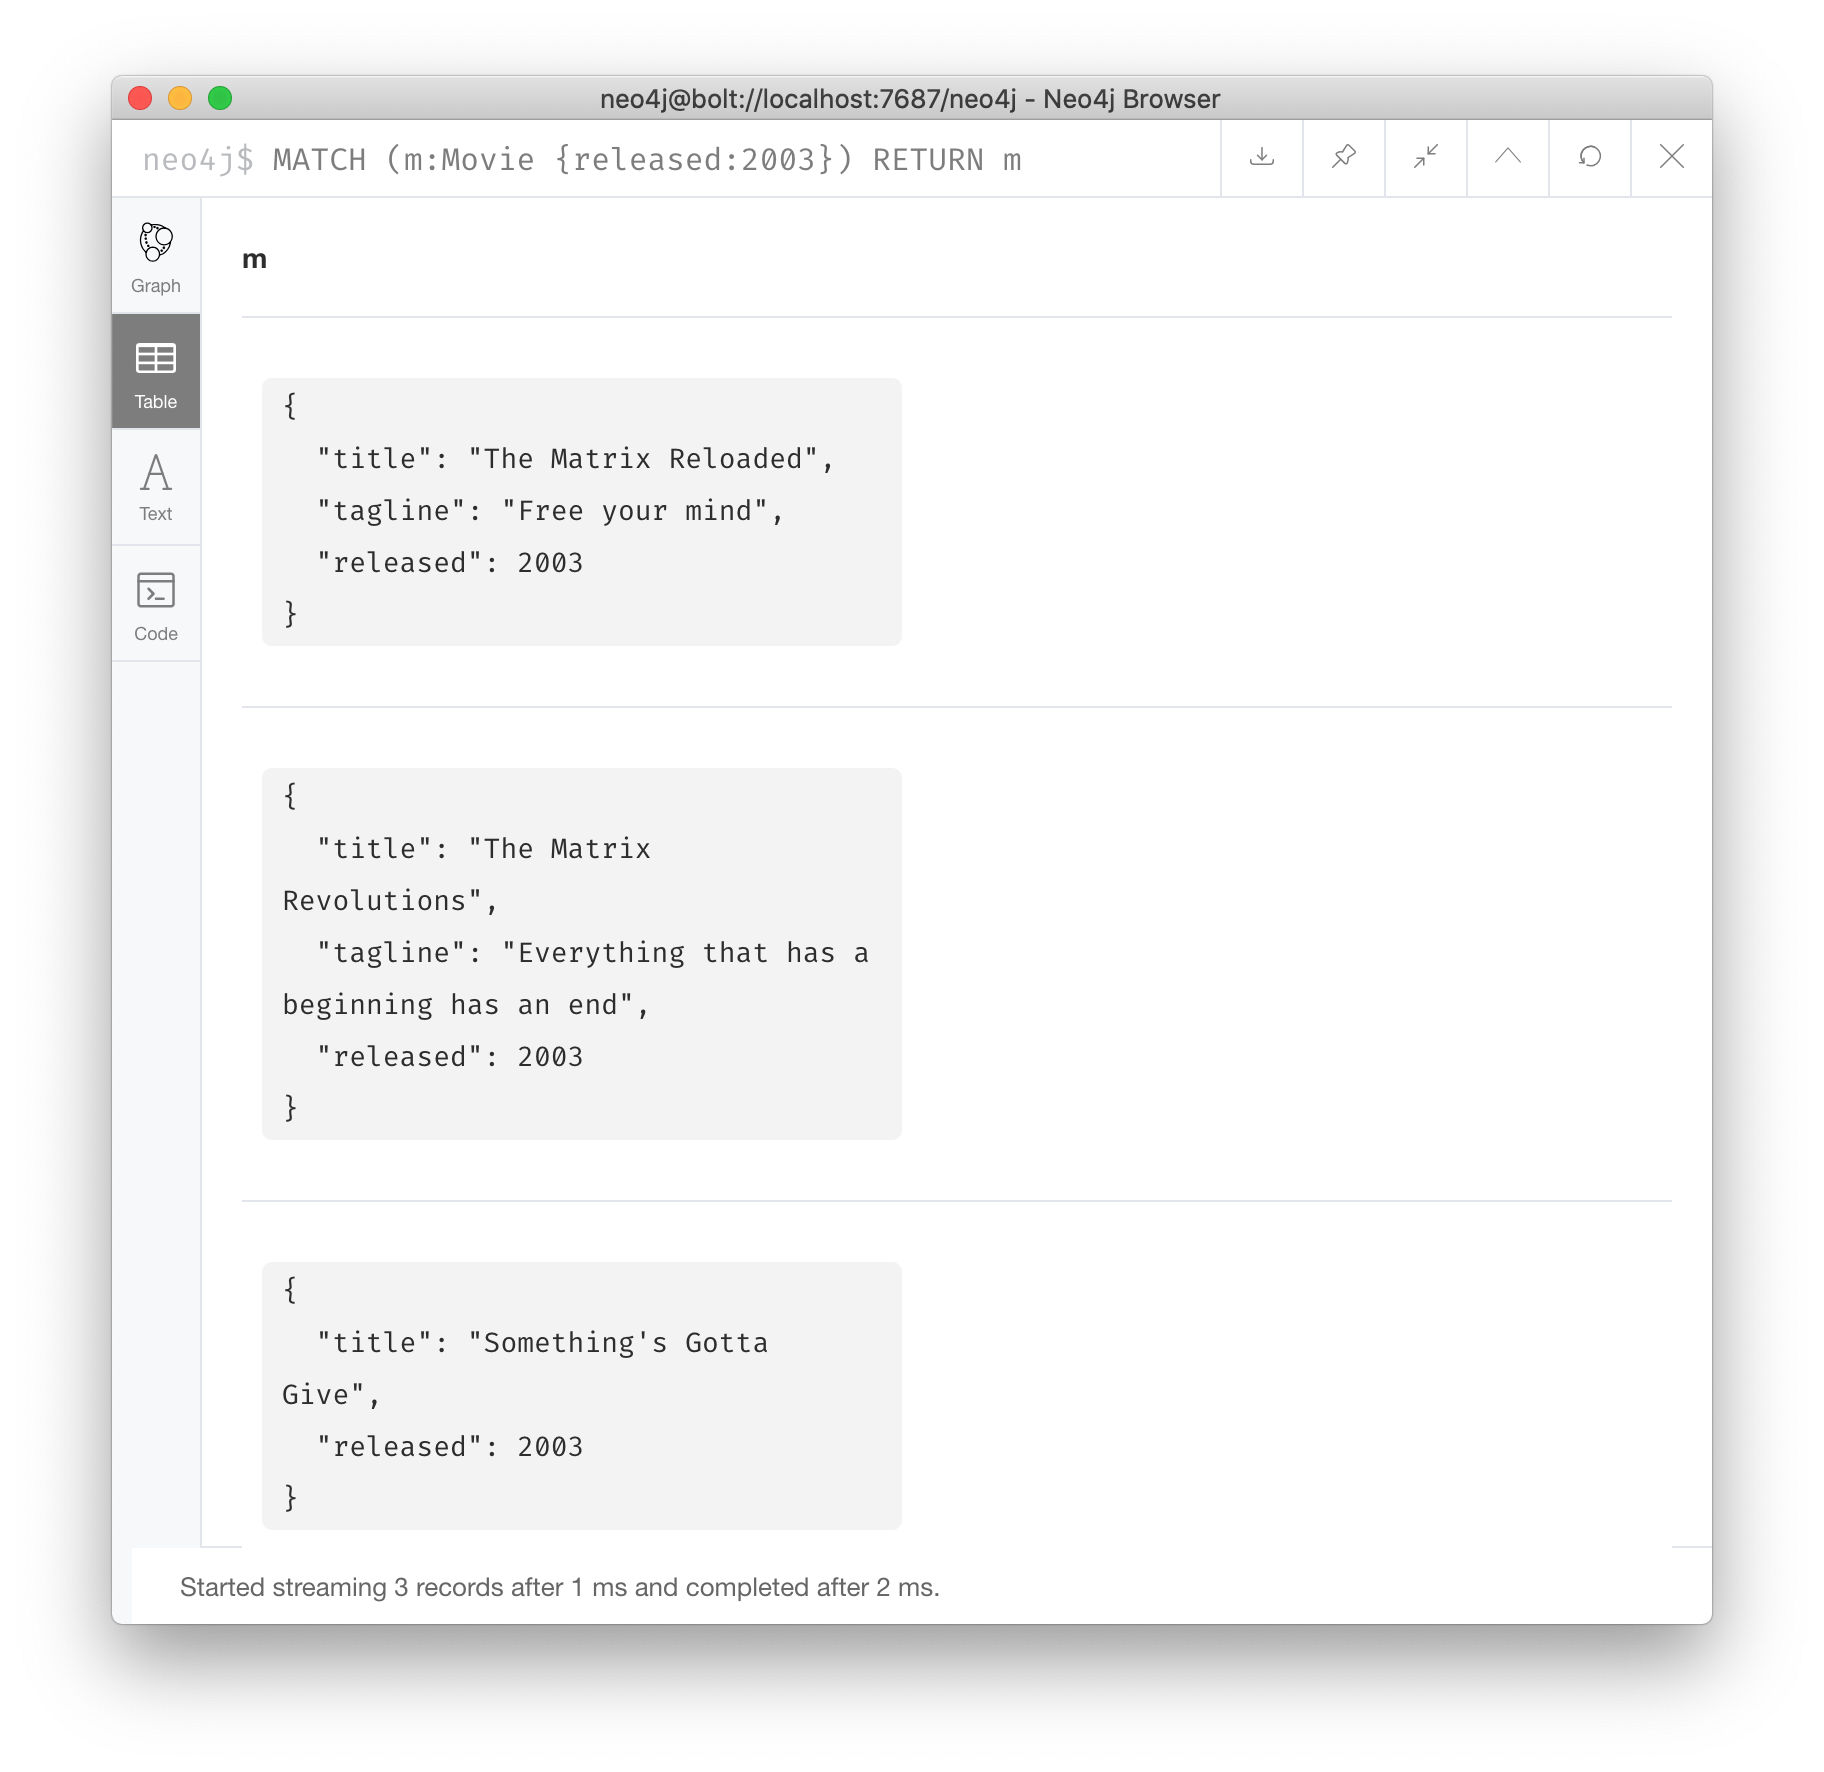 neo4j@bolt://localhost:7687/neo4j - Neo4j Browser
neo4j$ MATCH (m:Movie {released:2003}) RETURN m
Graph
Table
Text
Code
m
{
  "title": "The Matrix Reloaded",
  "tagline": "Free your mind",
  "released": 2003
}
{
  "title": "The Matrix
Revolutions",
  "tagline": "Everything that has a
beginning has an end",
  "released": 2003
}
{
  "title": "Something's Gotta
Give",
  "released": 2003
}
Started streaming 3 records after 1 ms and completed after 2 ms.